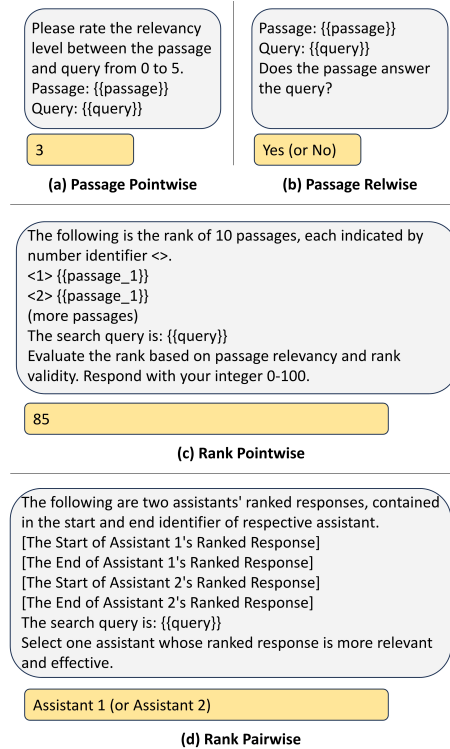 Please rate the relevancy
level between the passage
and query from 0 to 5.
Passage: {{passage}}
Query: {{query}}
3
(a) Passage Pointwise
Passage: {{passage}}
Query: {{query}}
Does the passage answer
the query?
Yes (or No)
(b) Passage Relwise
The following is the rank of 10 passages, each indicated by
number identifier <>.
<1> {{passage_1}}
<2> {{passage_1}}
(more passages)
The search query is: {{query}}
Evaluate the rank based on passage relevancy and rank
validity. Respond with your integer 0-100.
85
(c) Rank Pointwise
The following are two assistants' ranked responses, contained
in the start and end identifier of respective assistant.
[The Start of Assistant 1's Ranked Response]
[The End of Assistant 1's Ranked Response]
[The Start of Assistant 2's Ranked Response]
[The End of Assistant 2's Ranked Response]
The search query is: {{query}}
Select one assistant whose ranked response is more relevant
and effective.
Assistant 1 (or Assistant 2)
(d) Rank Pairwise